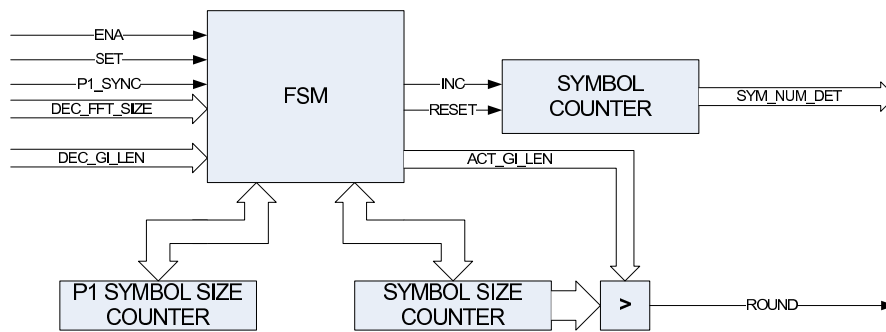 ENA
SET
P1_SYNC
DEC_FFT_SIZE
DEC_GI_LEN
FSM
INC
RESET
SYMBOL
COUNTER
SYM_NUM_DET
ACT_GI_LEN
P1 SYMBOL SIZE
COUNTER
SYMBOL SIZE
COUNTER
>
ROUND